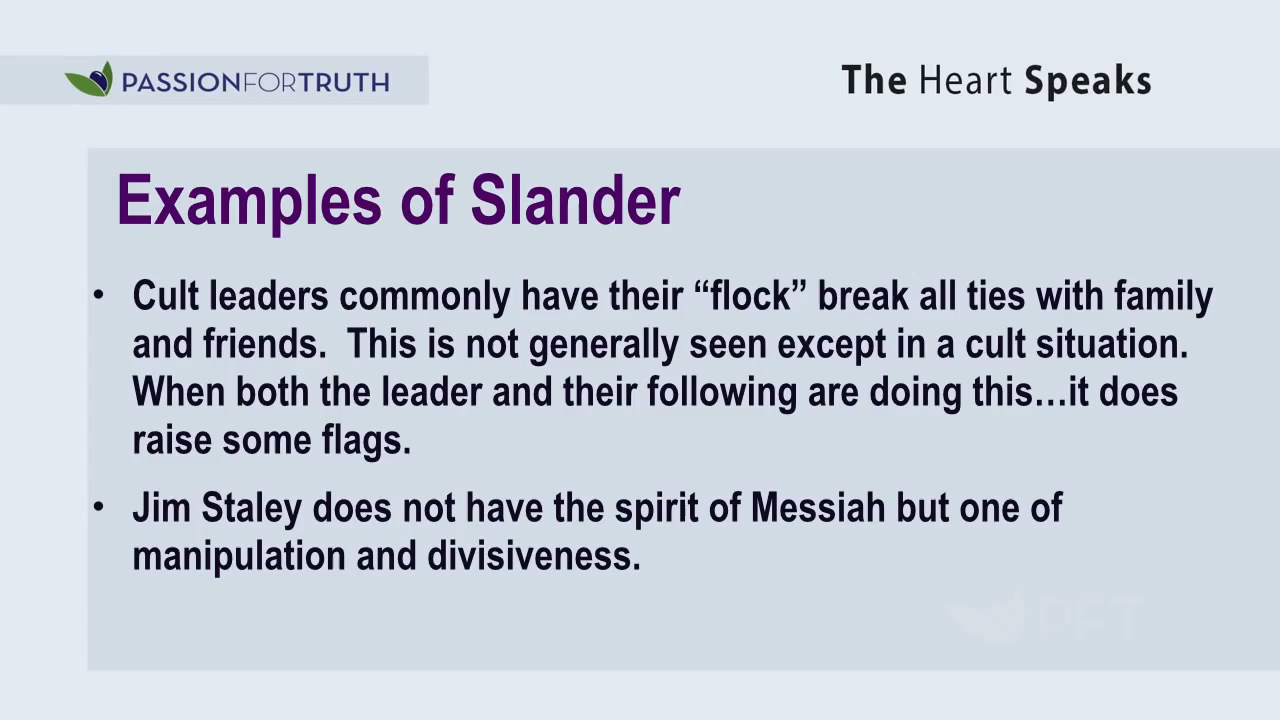 PASSIONFORTRUTH
The Heart Speaks
Examples of Slander
• Cult leaders commonly have their “flock” break all ties with family
and friends.  This is not generally seen except in a cult situation.
When both the leader and their following are doing this…it does
raise some flags.
• Jim Staley does not have the spirit of Messiah but one of
manipulation and divisiveness.
PFT